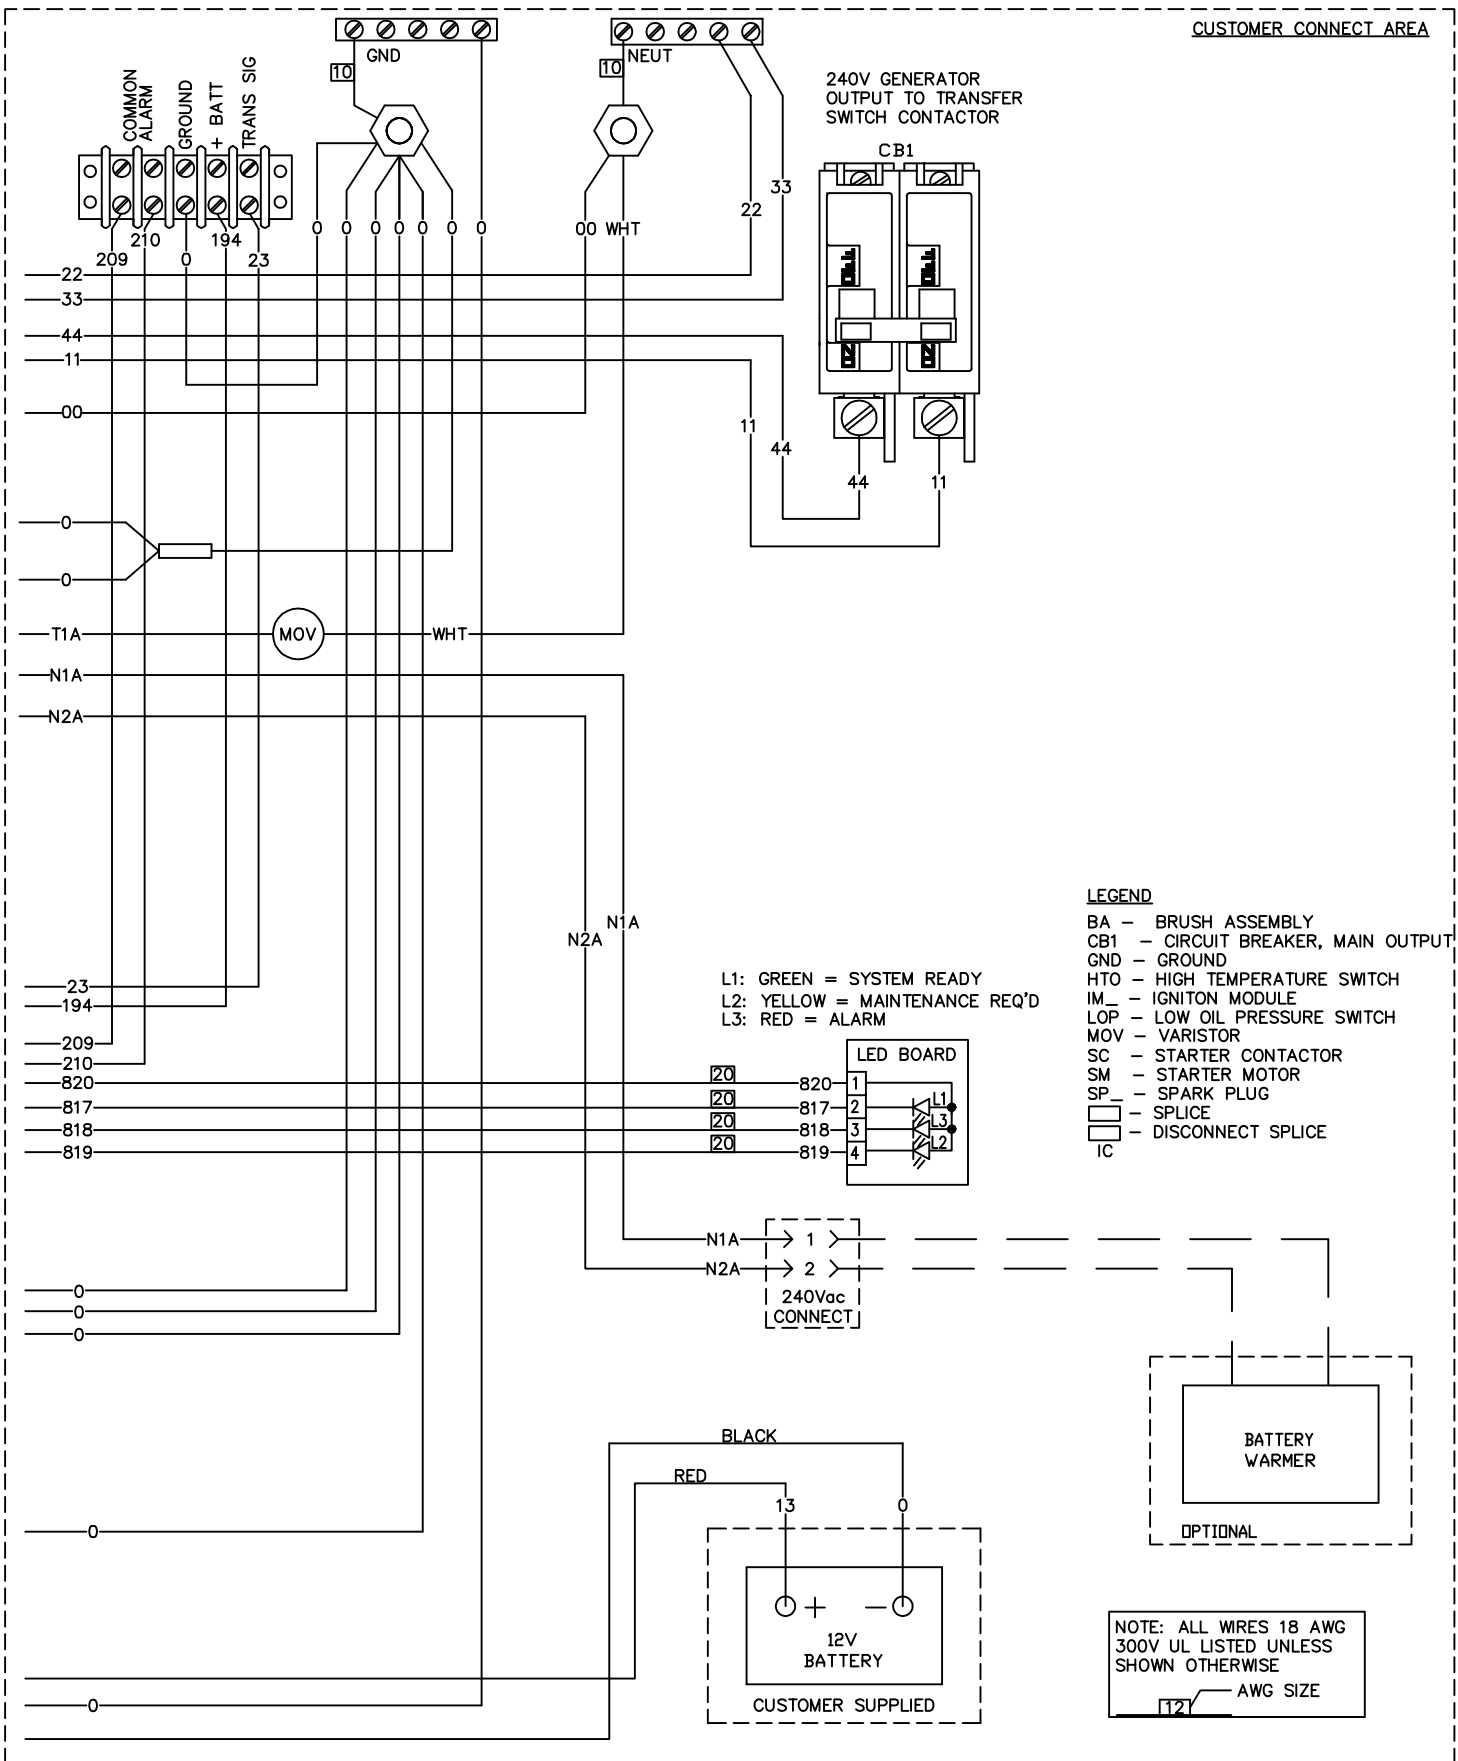 CUSTOMER CONNECT AREA
GND
NEUT
10
10
COMMON
ALARM
GROUND
+ BATT
TRANS SIG
240V GENERATOR
OUTPUT TO TRANSFER
SWITCH CONTACTOR
CB1
33
22
0 0 0 0 0 0 0
00 WHT
210
194
209
0
23
22
33
44
11
00
11
44
44
11
0
0
T1A
MOV
WHT
N1A
N2A
N1A
N2A
LEGEND
BA – BRUSH ASSEMBLY
CB1 – CIRCUIT BREAKER, MAIN OUTPUT
GND – GROUND
HTO – HIGH TEMPERATURE SWITCH
IM_ – IGNITON MODULE
LOP – LOW OIL PRESSURE SWITCH
MOV – VARISTOR
SC – STARTER CONTACTOR
SM – STARTER MOTOR
SP_ – SPARK PLUG
– SPLICE
– DISCONNECT SPLICE
IC
L1: GREEN = SYSTEM READY
L2: YELLOW = MAINTENANCE REQ'D
L3: RED = ALARM
23
194
209
210
820
817
818
819
20
20
20
20
820
817
818
819
LED BOARD
1
2
3
4
L1
L3
L2
N1A
N2A
1
2
240Vac
CONNECT
0
0
0
BATTERY
WARMER
OPTIONAL
BLACK
RED
13
0
0
+ –
12V
BATTERY
CUSTOMER SUPPLIED
0
NOTE: ALL WIRES 18 AWG
300V UL LISTED UNLESS
SHOWN OTHERWISE
AWG SIZE
12